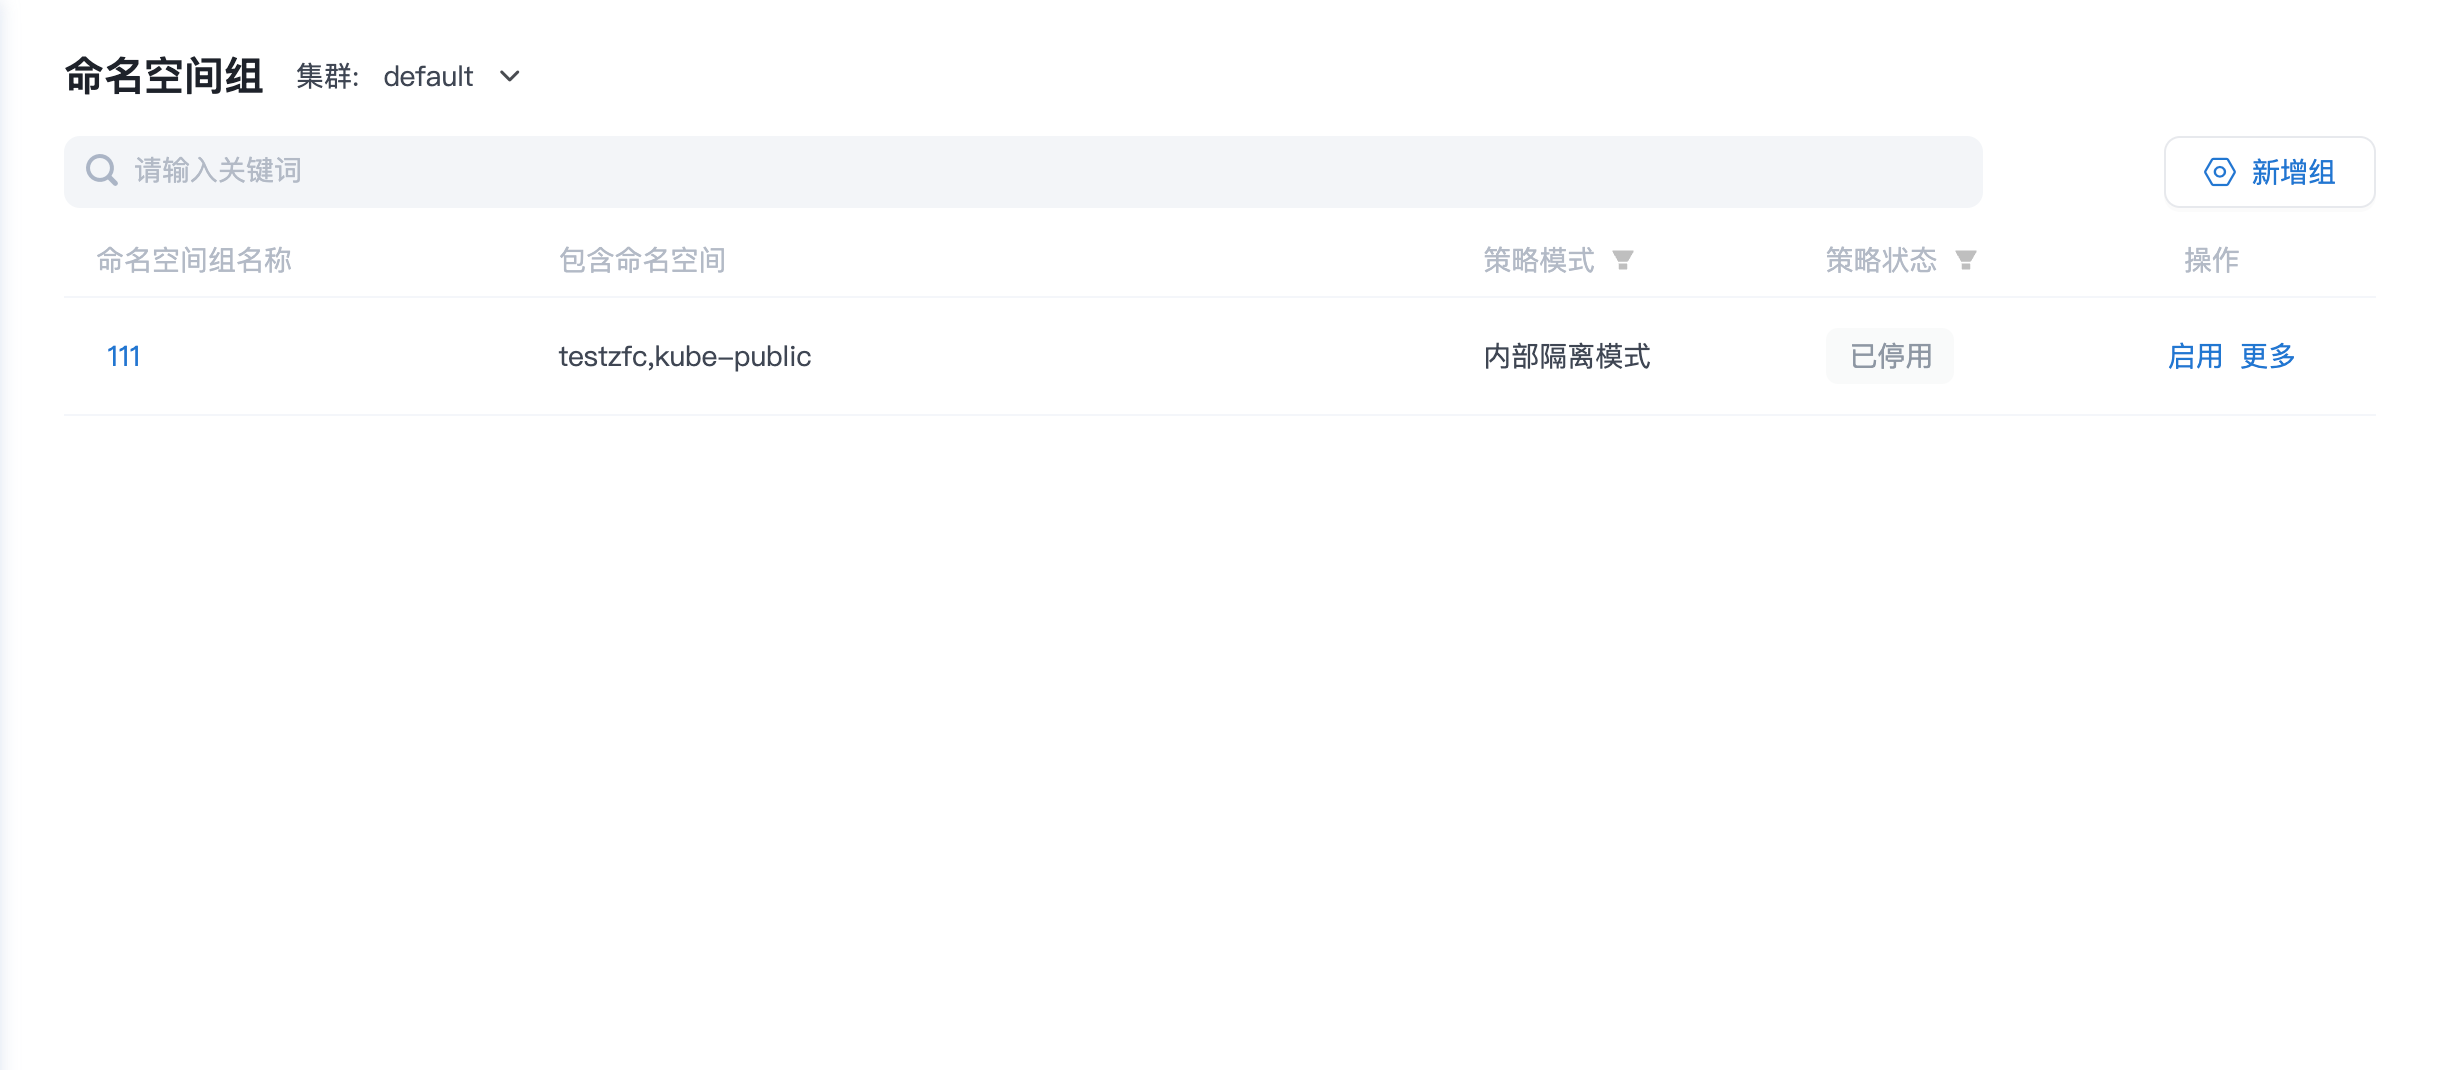 命名空间组 集群: default
请输入关键词
新增组
命名空间组名称 包含命名空间 策略模式 策略状态 操作
111 testzfc,kube-public 内部隔离模式 已停用 启用 更多